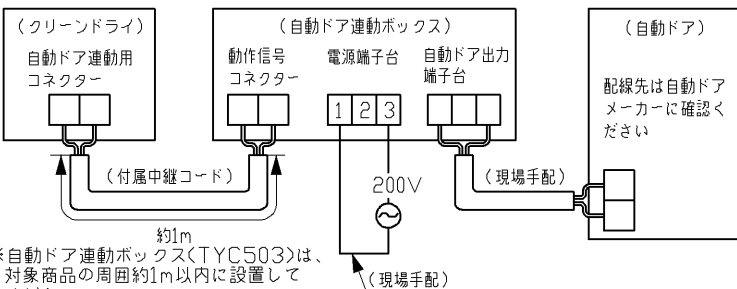 (クリーンドライ)
自動ドア連動用
コネクター
(自動ドア連動ボックス)
動作信号
コネクター
電源端子台
自動ドア出力
端子台
1 2 3
(自動ドア)
配線先は自動ドア
メーカーに確認く
ださい
(付属中継コード)
200V
(現場手配)
約1m
※自動ドア連動ボックス(TYC503)は、
対象商品の周囲約1m以内に設置して
(現場手配)